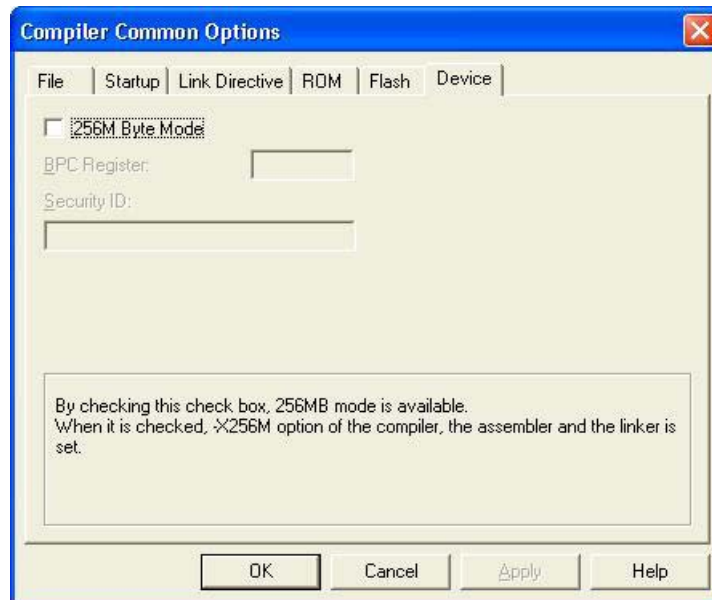 Compiler Common Options
File Startup Link Directive ROM Flash Device
256M Byte Mode
BPC Register:
Security ID:
By checking this check box, 256MB mode is available.
When it is checked, -X256M option of the compiler, the assembler and the linker is
set.
OK Cancel Apply Help